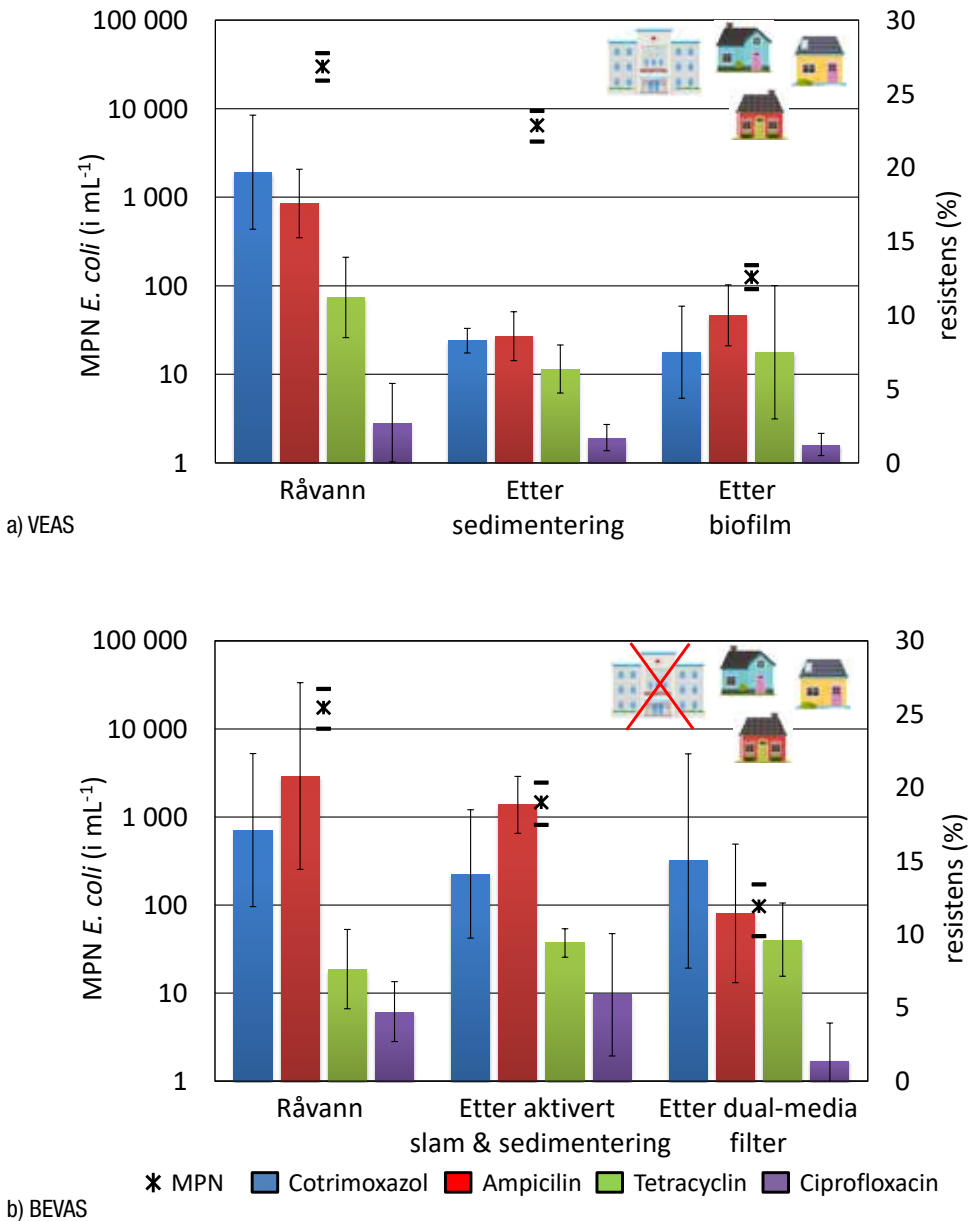 100 000
10 000
1 000
100
10
1
MPN E. coli (i mL-1)
30
25
20
15
10
5
0
resistens (%)
HOSPITAL
Råvann
Etter
sedimentering
Etter
biofilm
a) VEAS
100 000
10 000
1 000
100
10
1
MPN E. coli (i mL-1)
30
25
20
15
10
5
0
resistens (%)
Råvann
Etter aktivert
slam & sedimentering
Etter dual-media
filter
MPN Cotrimoxazol Ampicilin Tetracyclin Ciprofloxacin
b) BEVAS